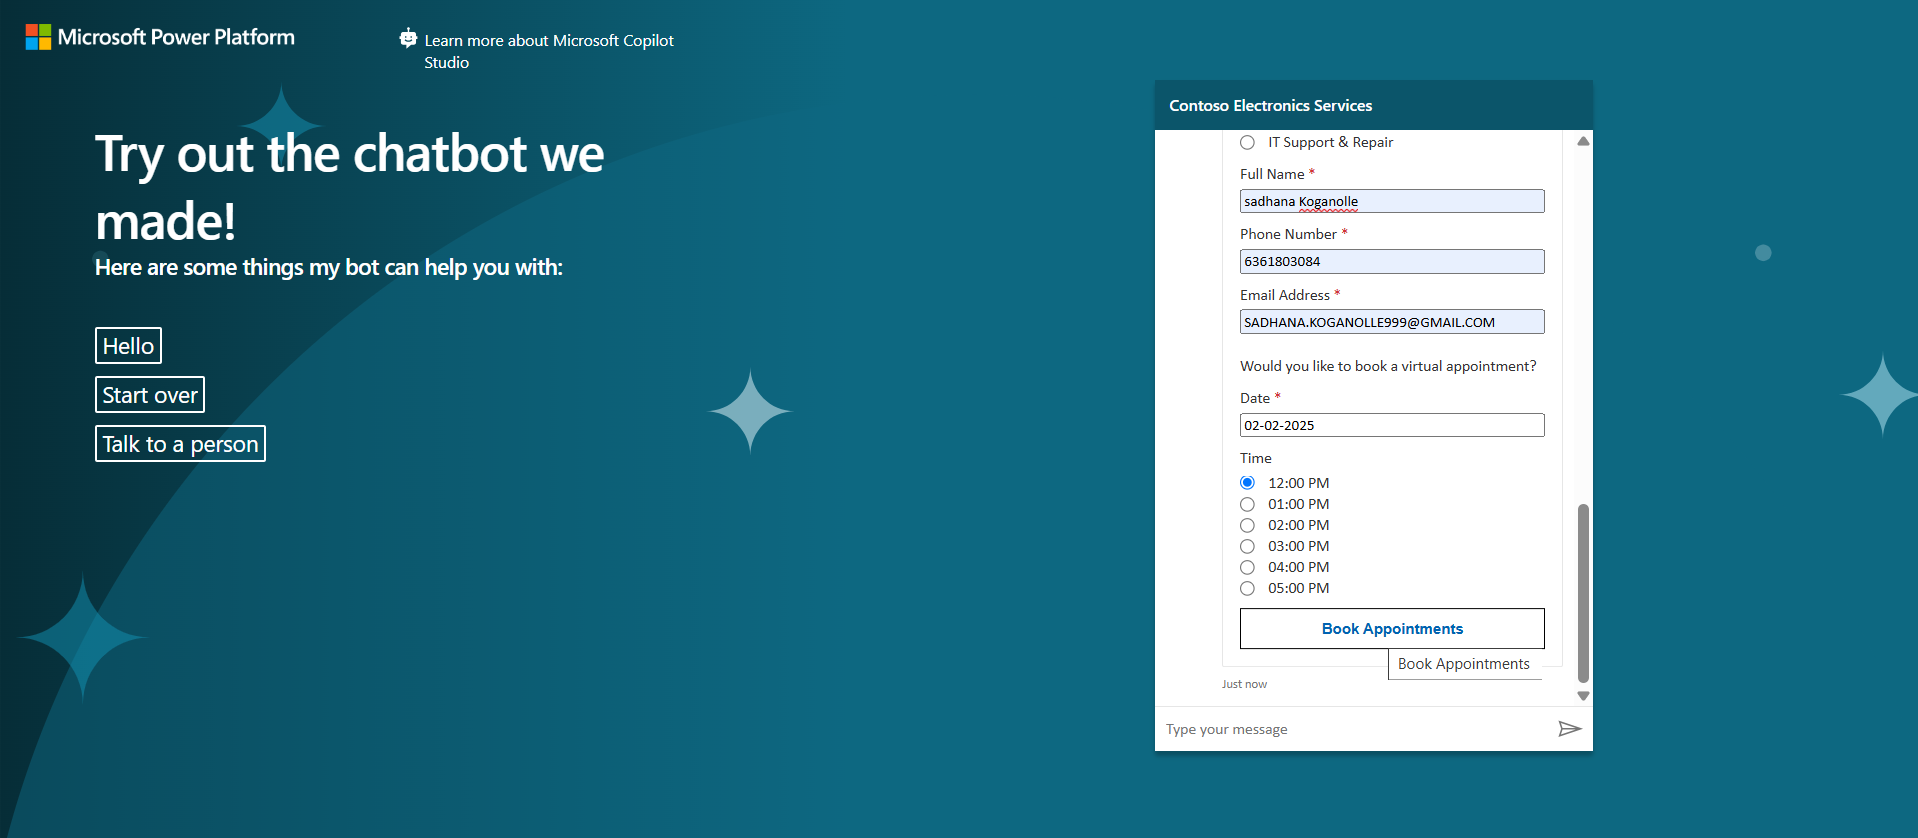 Microsoft Power Platform
Learn more about Microsoft Copilot
Studio
Try out the chatbot we
made!
Here are some things my bot can help you with:
Hello
Start over
Talk to a person
Contoso Electronics Services
IT Support & Repair
Full Name *
sadhana Koganolle
Phone Number *
6361803084
Email Address *
SADHANA.KOGANOLLE999@GMAIL.COM
Would you like to book a virtual appointment?
Date *
02-02-2025
Time
12:00 PM
01:00 PM
02:00 PM
03:00 PM
04:00 PM
05:00 PM
Book Appointments
Book Appointments
Just now
Type your message